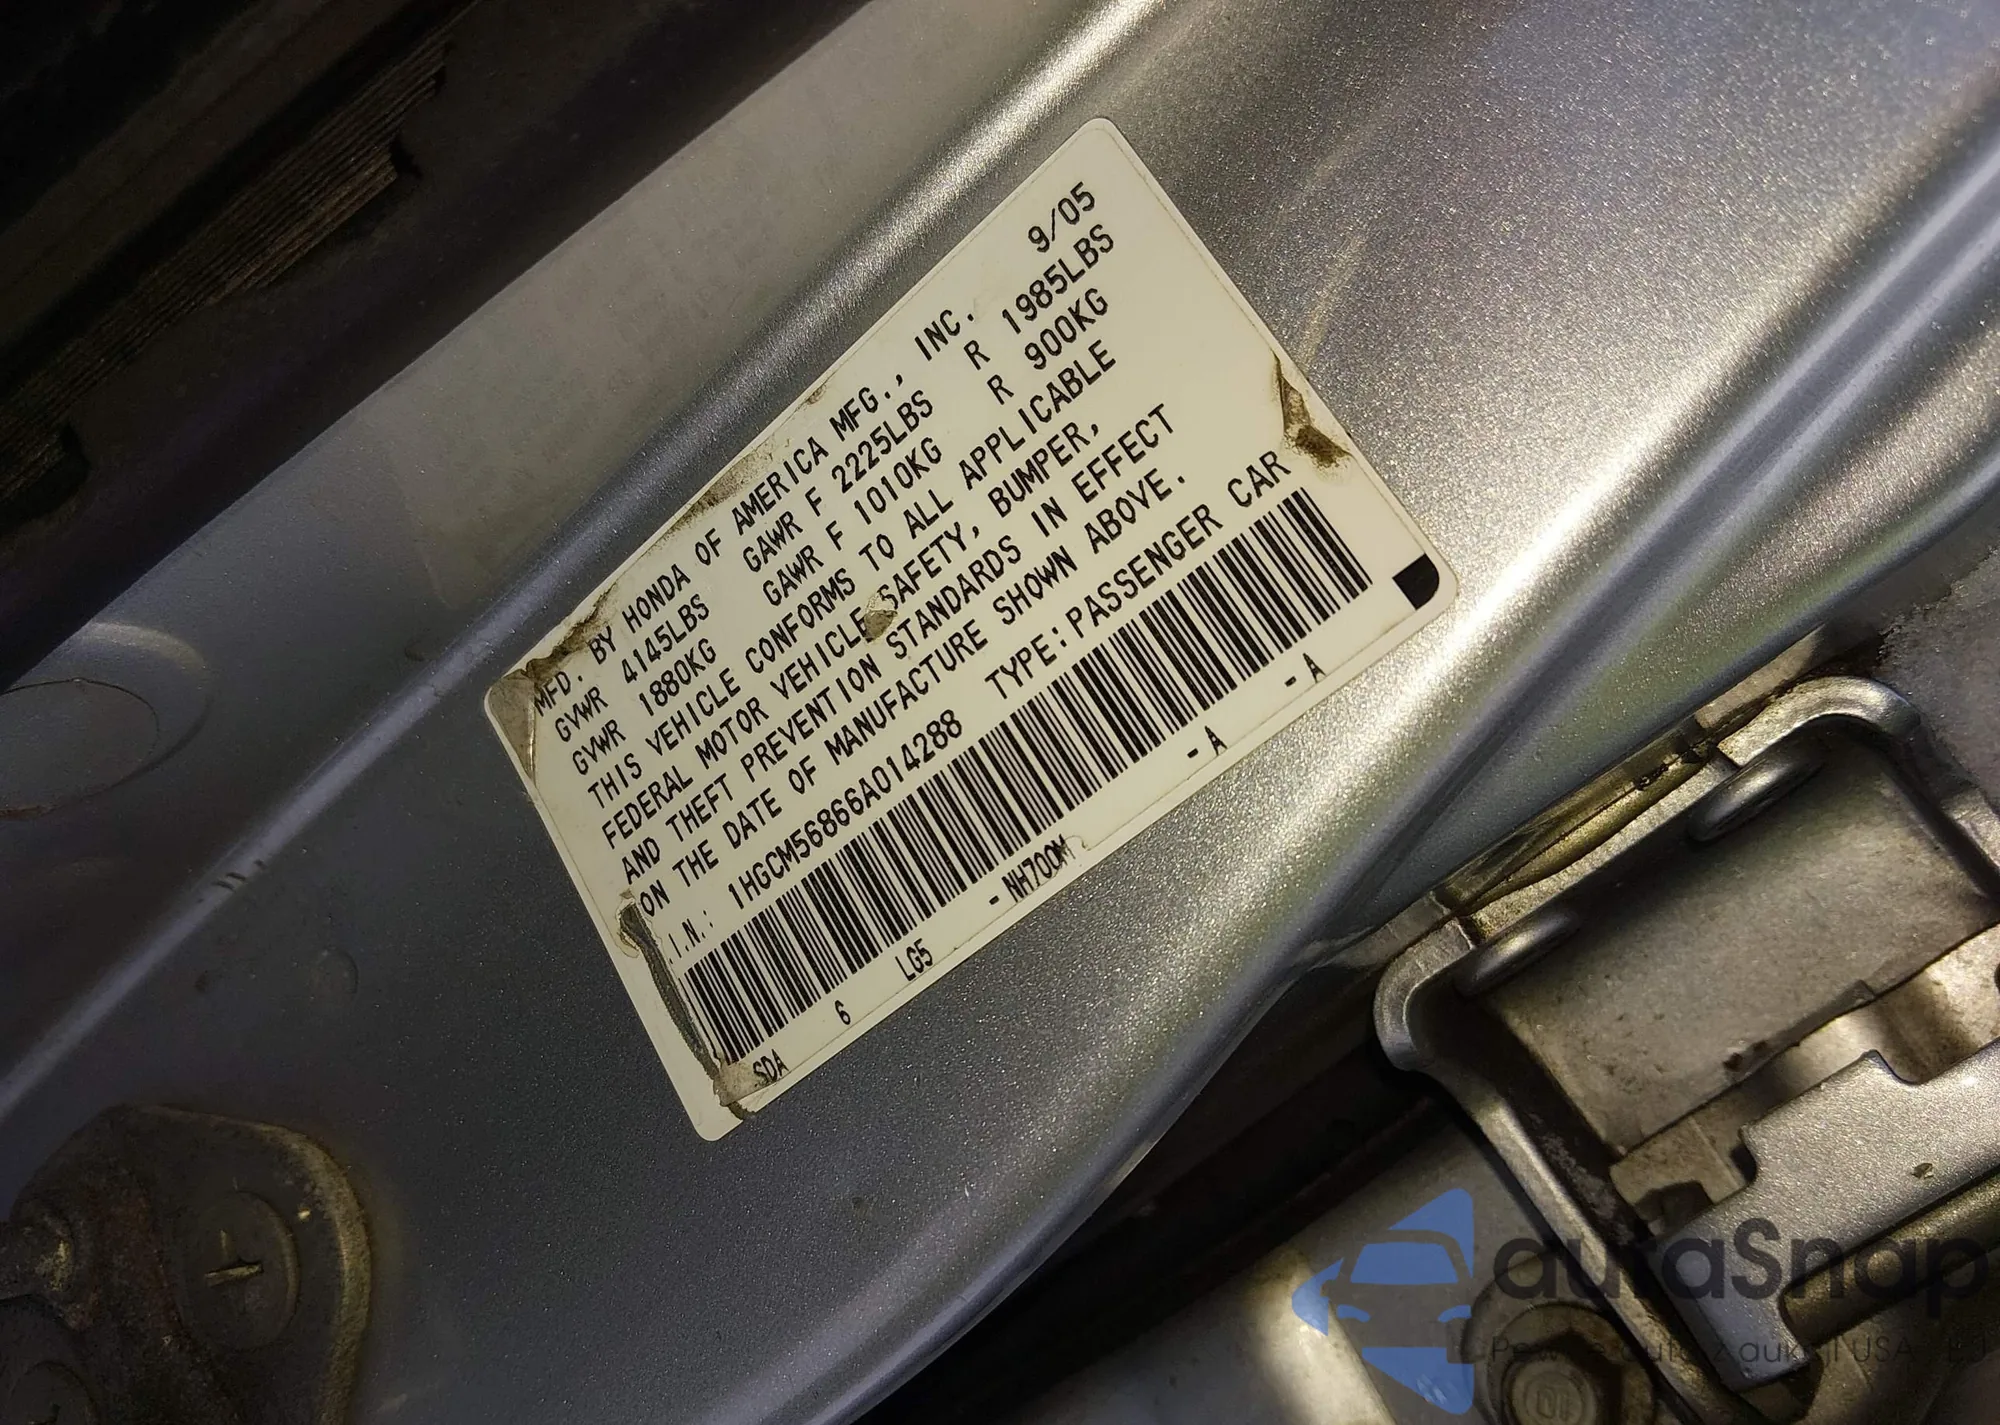 MFD. BY HONDA OF AMERICA MFG., INC. 9/05
GVWR 4145LBS GAWR F 2225LBS R 1985LBS
GVWR 1880KG GAWR F 1010KG R 900KG
THIS VEHICLE CONFORMS TO ALL APPLICABLE
FEDERAL MOTOR VEHICLE SAFETY, BUMPER,
AND THEFT PREVENTION STANDARDS IN EFFECT
ON THE DATE OF MANUFACTURE SHOWN ABOVE.
.I.N.: 1HGCM56866A014288 TYPE:PASSENGER CAR
SDA 6 LG5 - NH700M - A - A
autaSnap